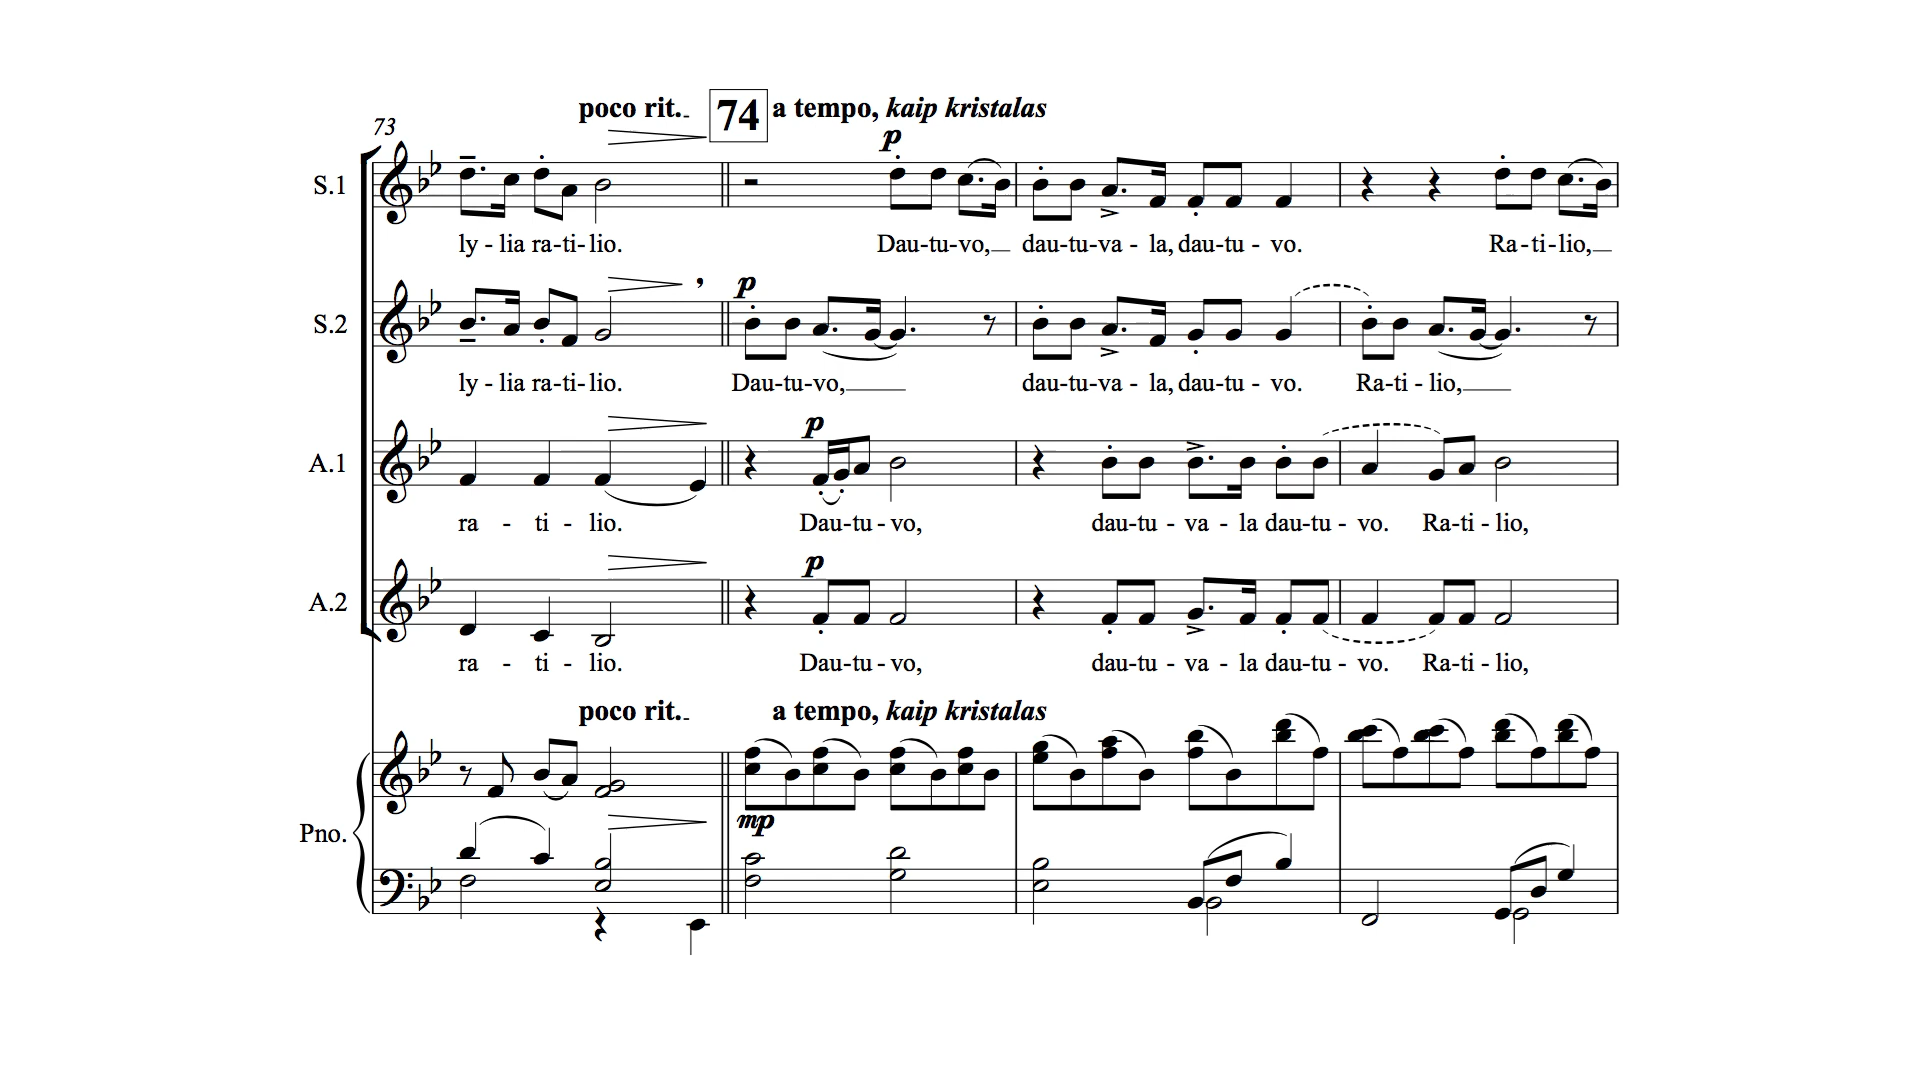 poco rit. 74 a tempo, kaip kristalas
73
p
S.1
ly - lia ra-ti-lio. Dau-tu-vo, dau-tu-va - la, dau-tu - vo. Ra-ti-lio,
p
S.2
ly - lia ra-ti-lio. Dau-tu-vo, dau-tu-va - la, dau-tu - vo. Ra-ti - lio,
p
A.1
ra - ti - lio. Dau-tu - vo, dau-tu - va - la dau-tu - vo. Ra-ti - lio,
p
A.2
ra - ti - lio. Dau-tu - vo, dau-tu - va - la dau-tu - vo. Ra-ti - lio,
poco rit. a tempo, kaip kristalas
mp
Pno.